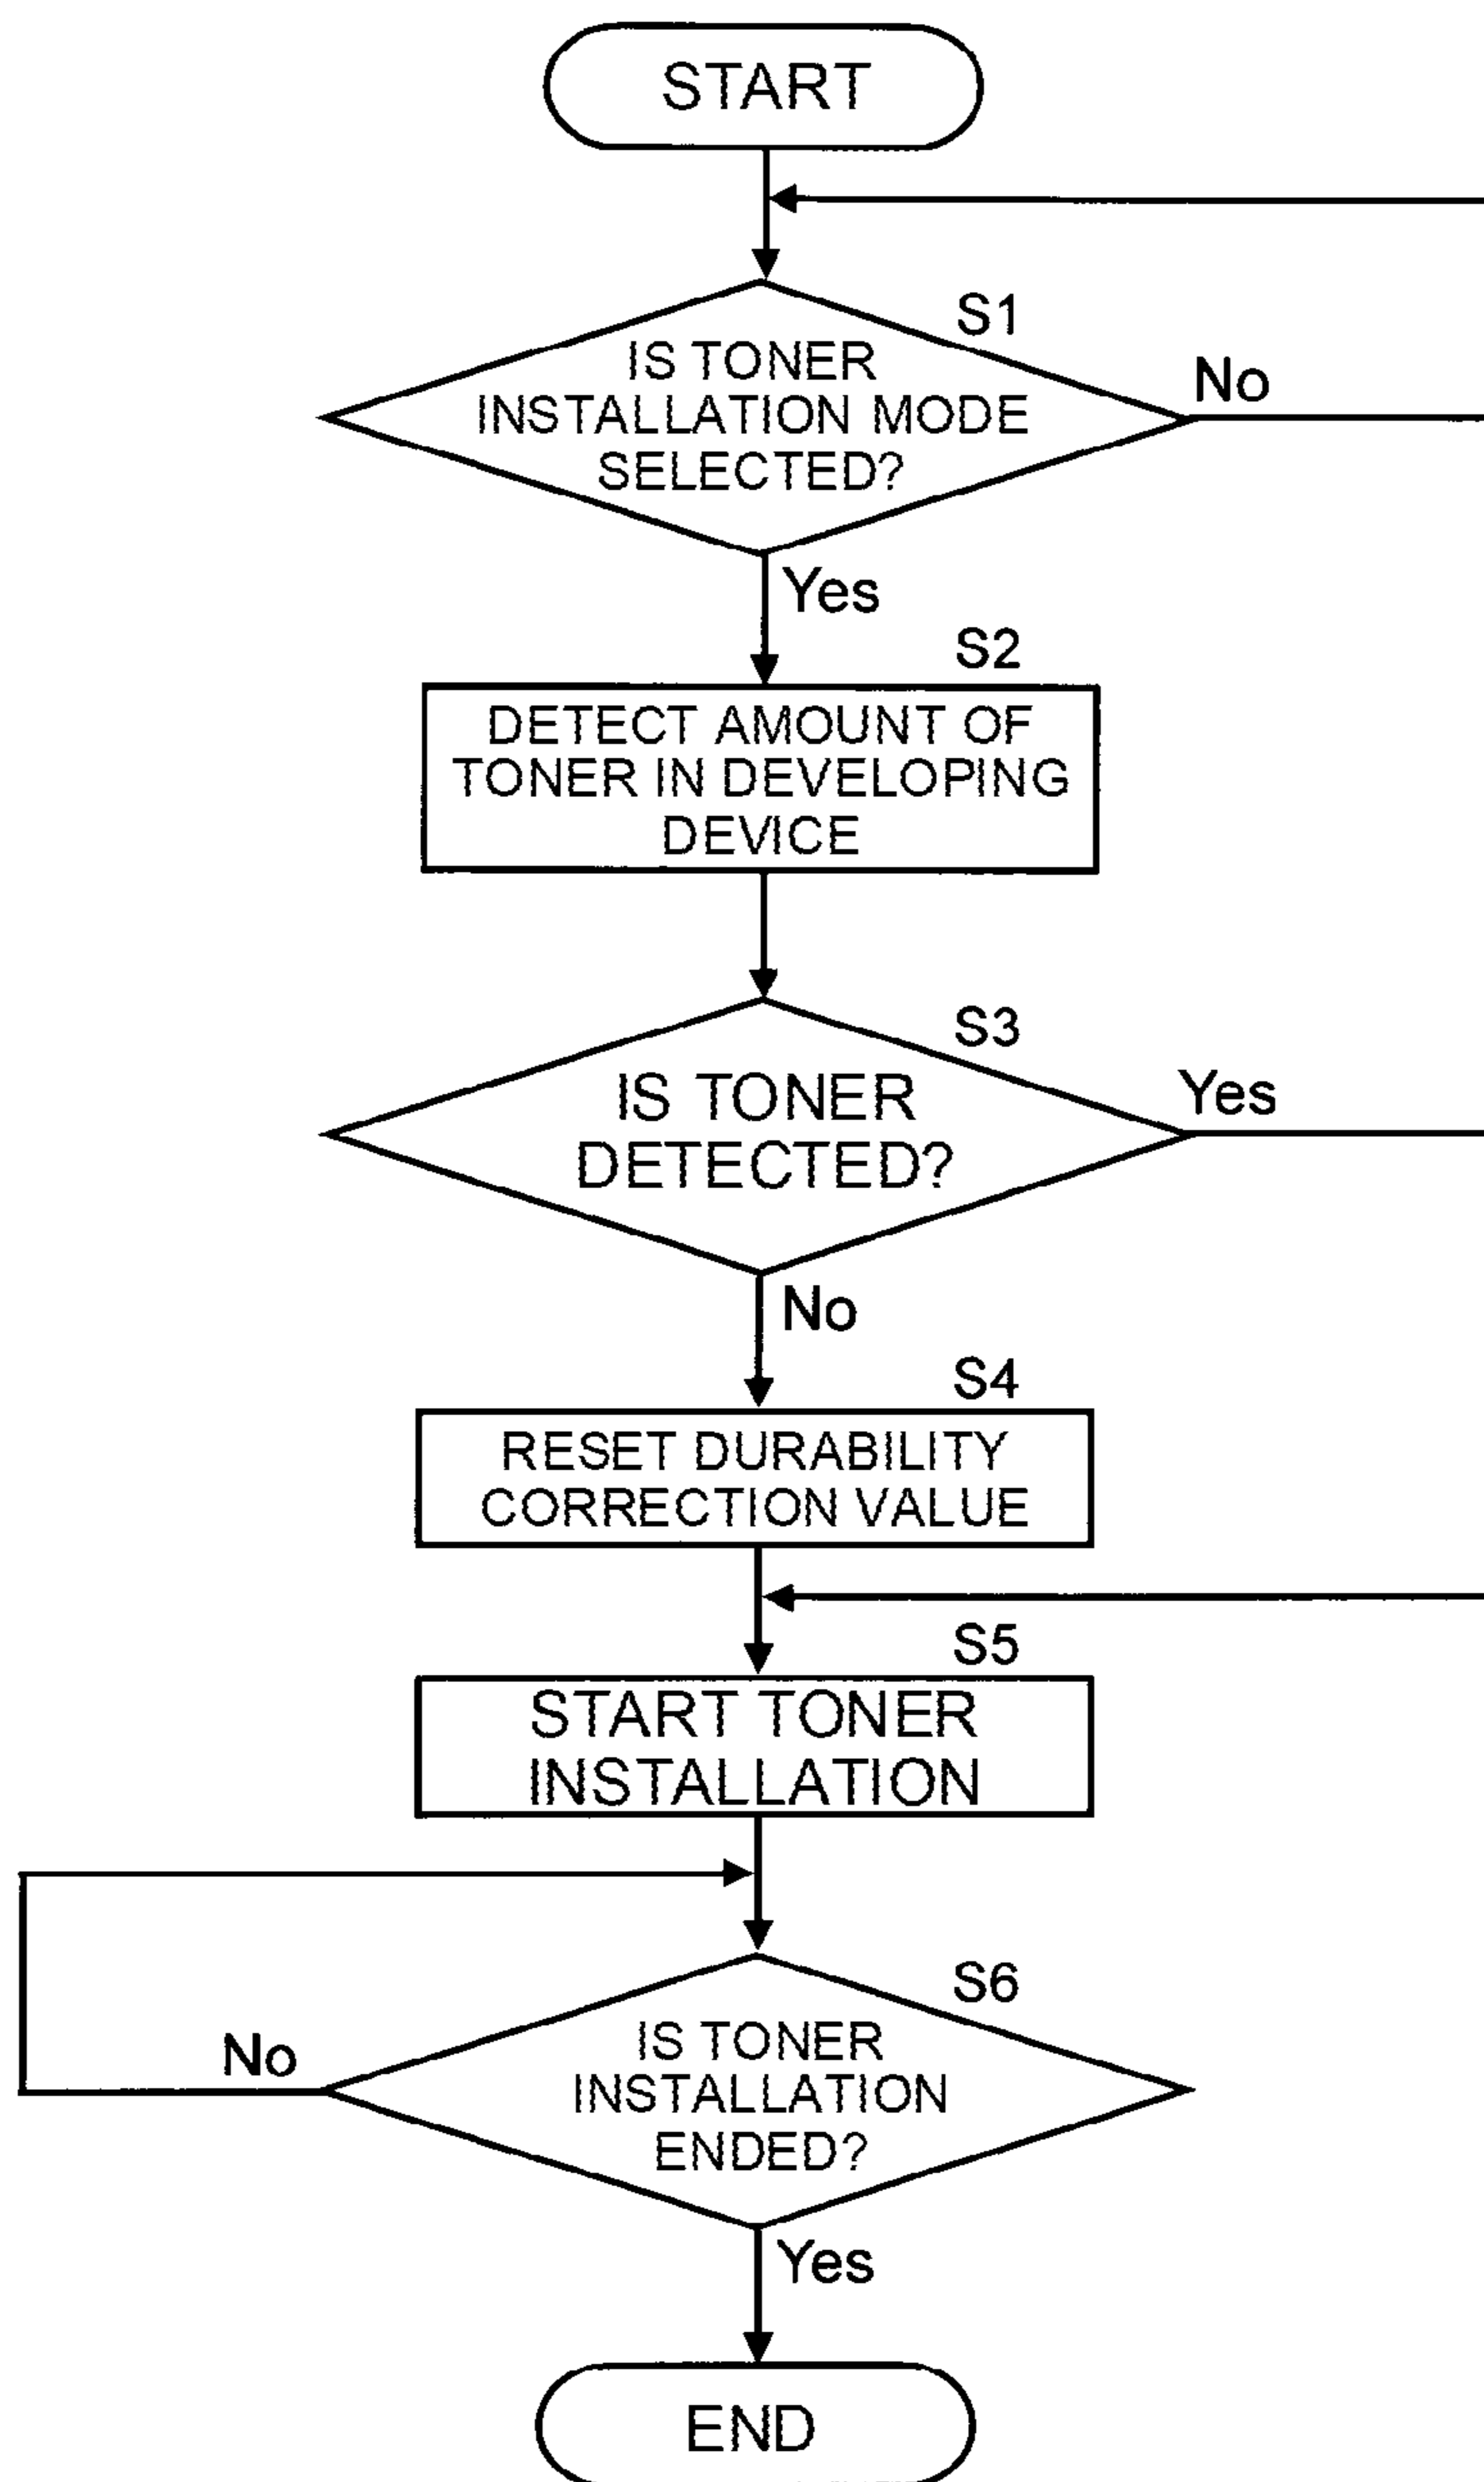 START
S1
IS TONER
INSTALLATION MODE
SELECTED?
No
Yes
S2
DETECT AMOUNT OF
TONER IN DEVELOPING
DEVICE
S3
IS TONER
DETECTED?
Yes
No
S4
RESET DURABILITY
CORRECTION VALUE
S5
START TONER
INSTALLATION
S6
IS TONER
INSTALLATION
ENDED?
No
Yes
END